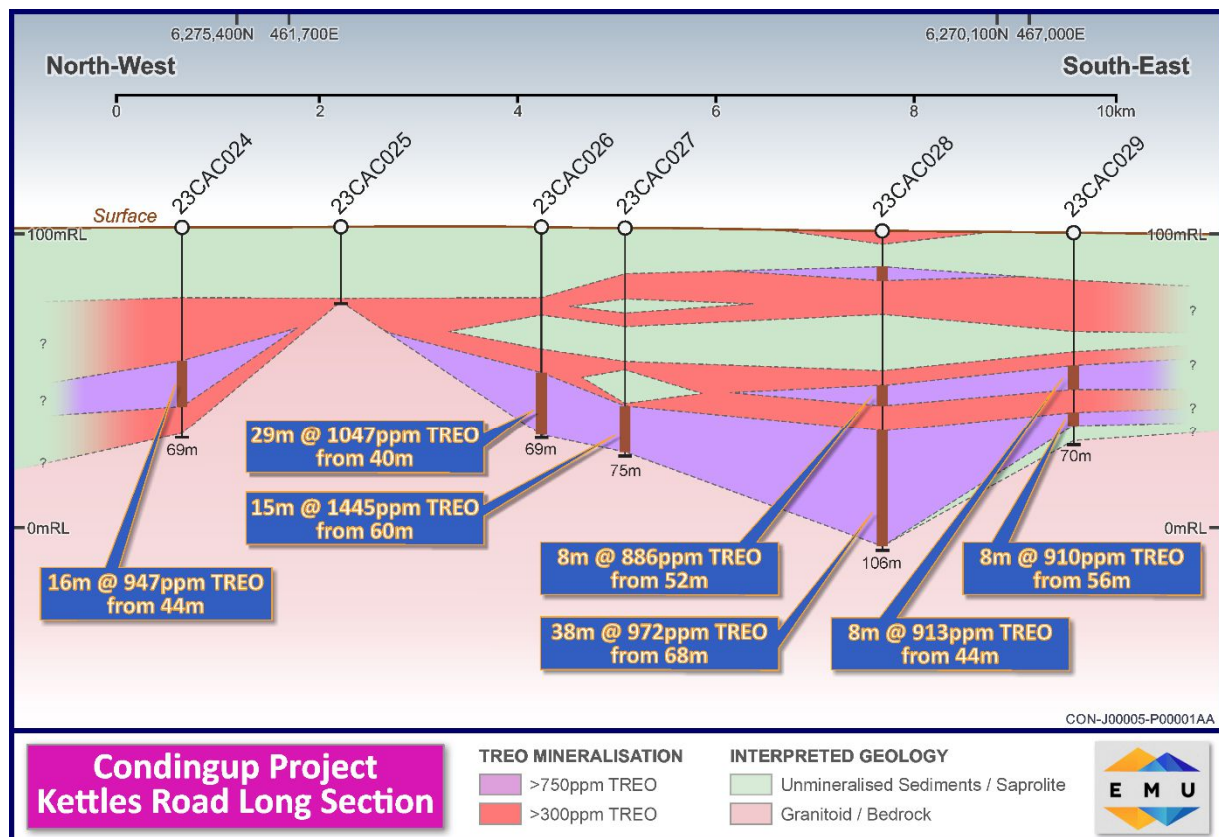 6,275,400N 461,700E
6,270,100N 467,000E
North-West
South-East
0 2 4 6 8 10km
23CAC024
23CAC025
23CAC026
23CAC027
23CAC028
23CAC029
Surface
100mRL
100mRL
?
?
?
?
?
?
?
69m
69m
75m
106m
70m
0mRL
0mRL
29m @ 1047ppm TREO
from 40m
15m @ 1445ppm TREO
from 60m
16m @ 947ppm TREO
from 44m
8m @ 886ppm TREO
from 52m
8m @ 910ppm TREO
from 56m
38m @ 972ppm TREO
from 68m
8m @ 913ppm TREO
from 44m
CON-J00005-P00001AA
Condingup Project
Kettles Road Long Section
TREO MINERALISATION
>750ppm TREO
>300ppm TREO
INTERPRETED GEOLOGY
Unmineralised Sediments / Saprolite
Granitoid / Bedrock
E M U